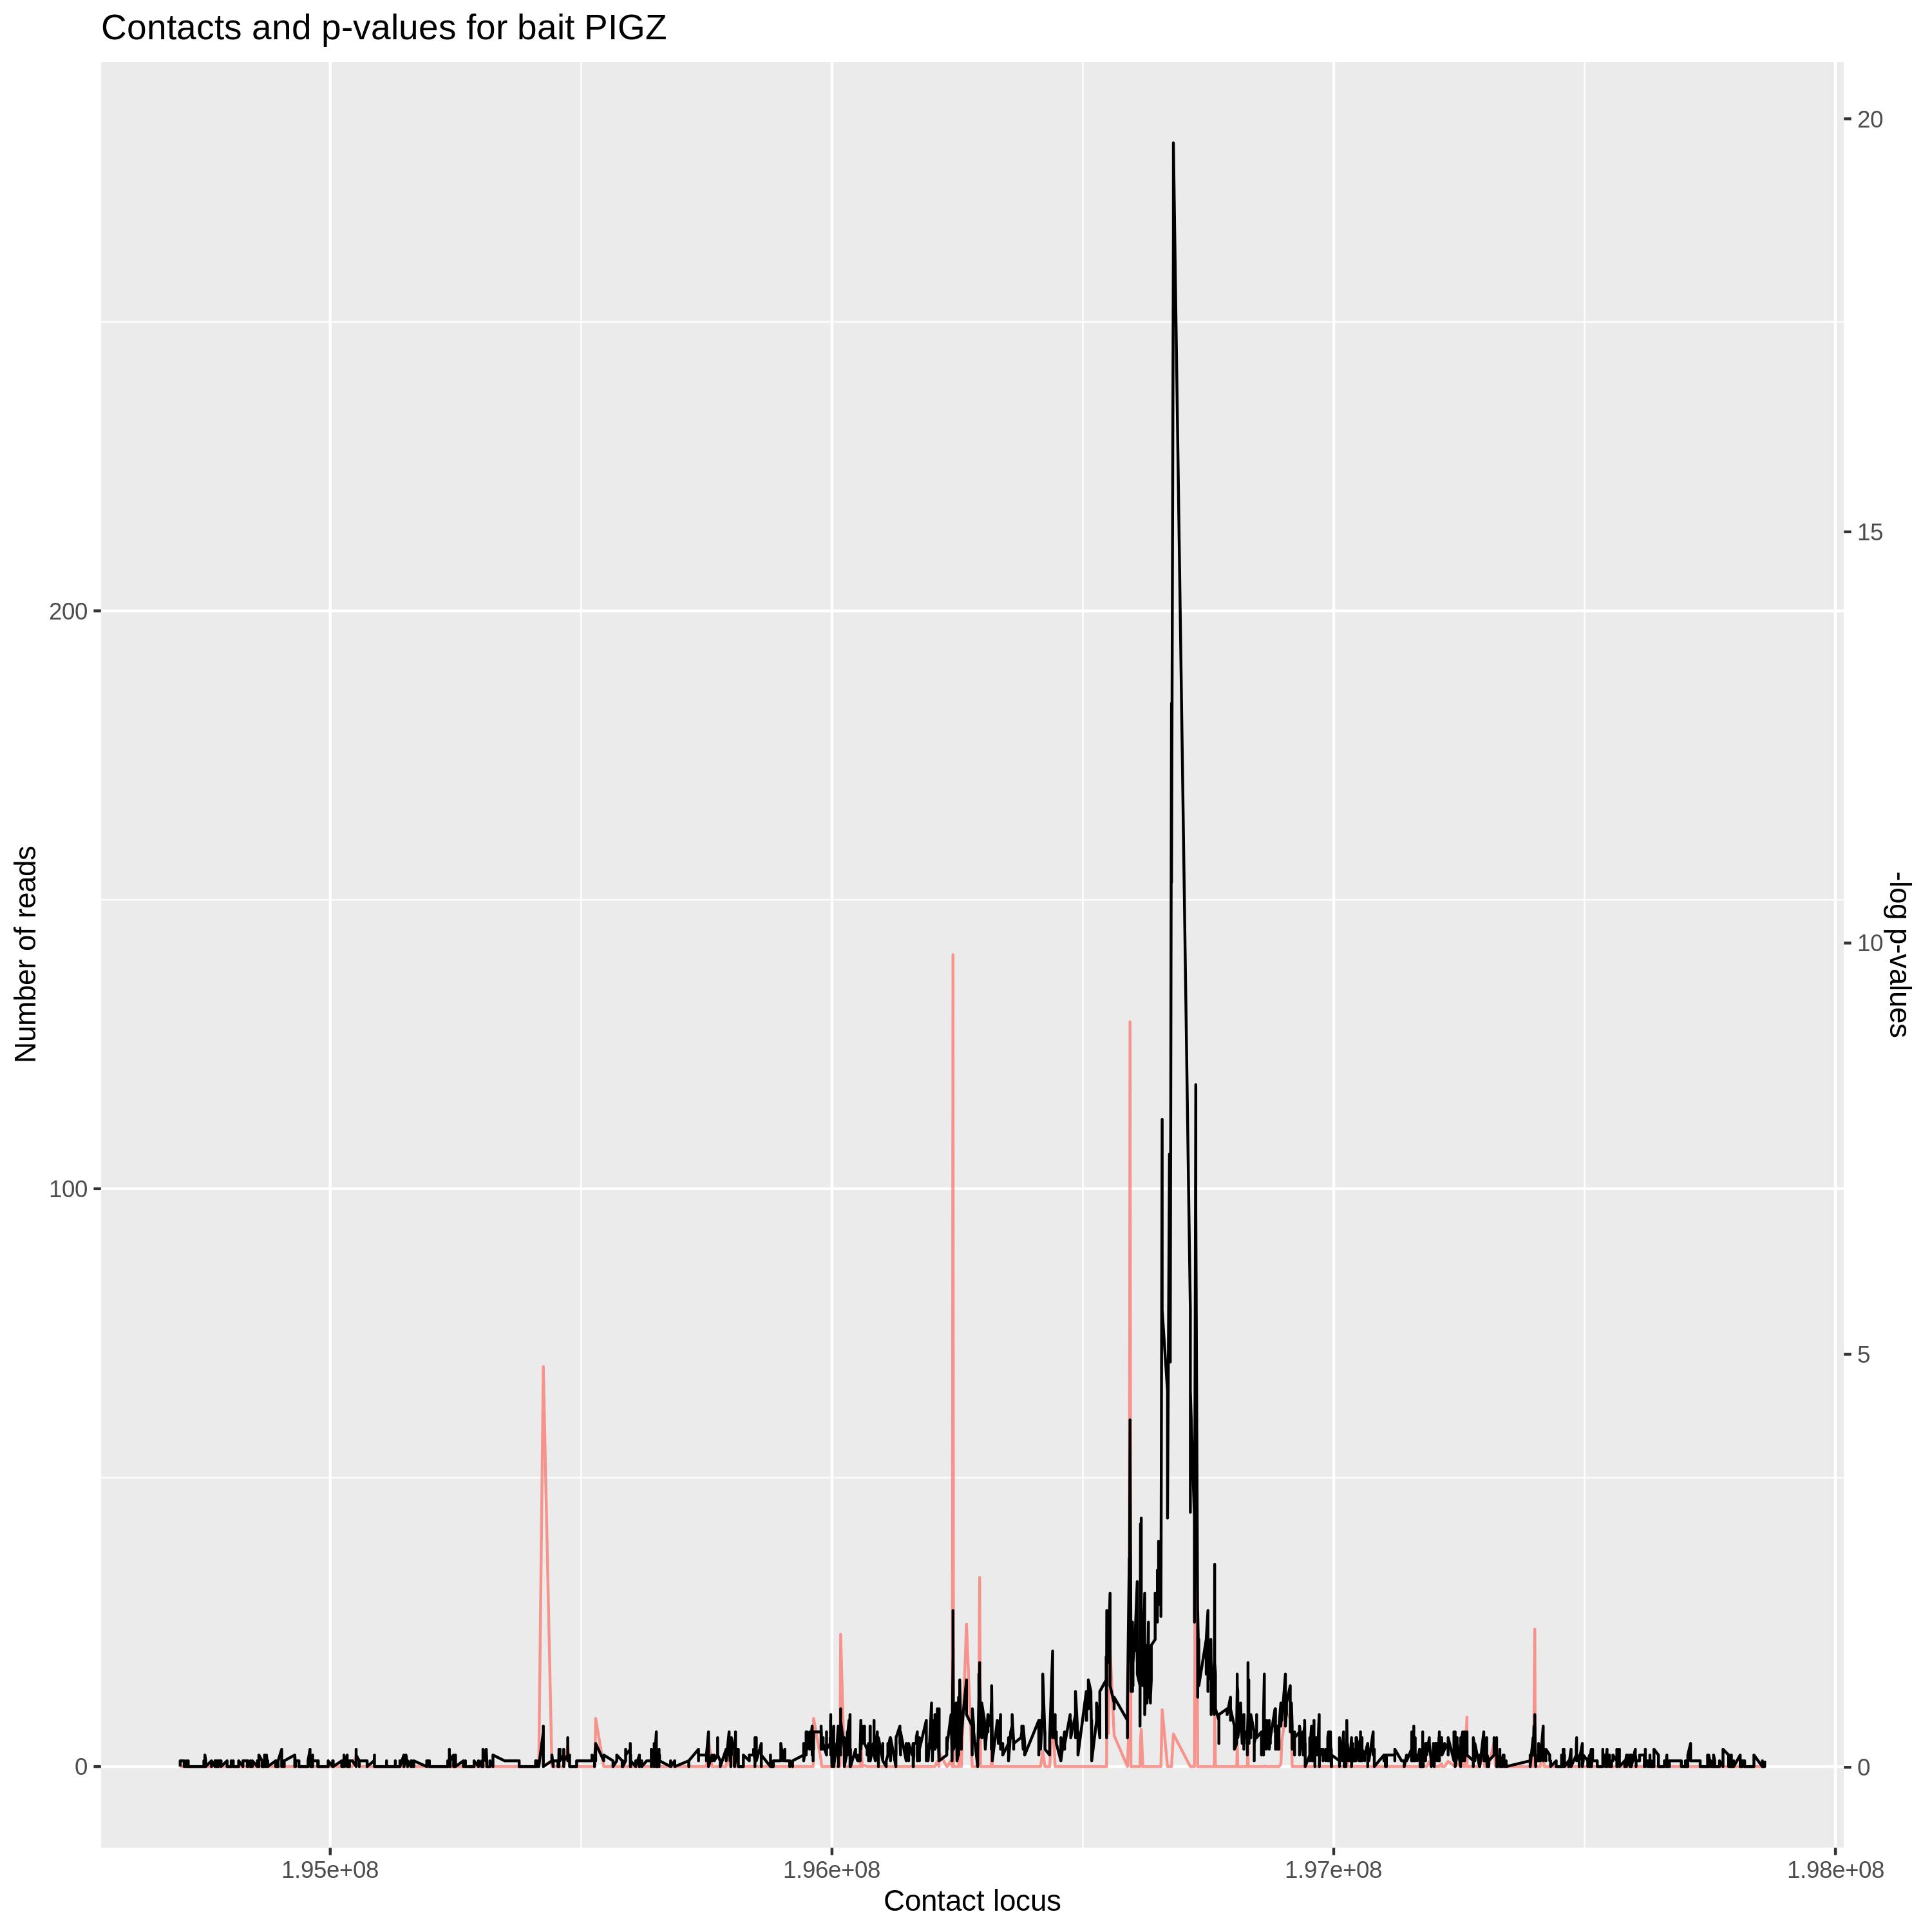 Contacts and p-values for bait PIGZ
Number of reads
200
100
0
20
15
10
5
0
-log p-values
1.95e+08
1.96e+08
1.97e+08
1.98e+08
Contact locus